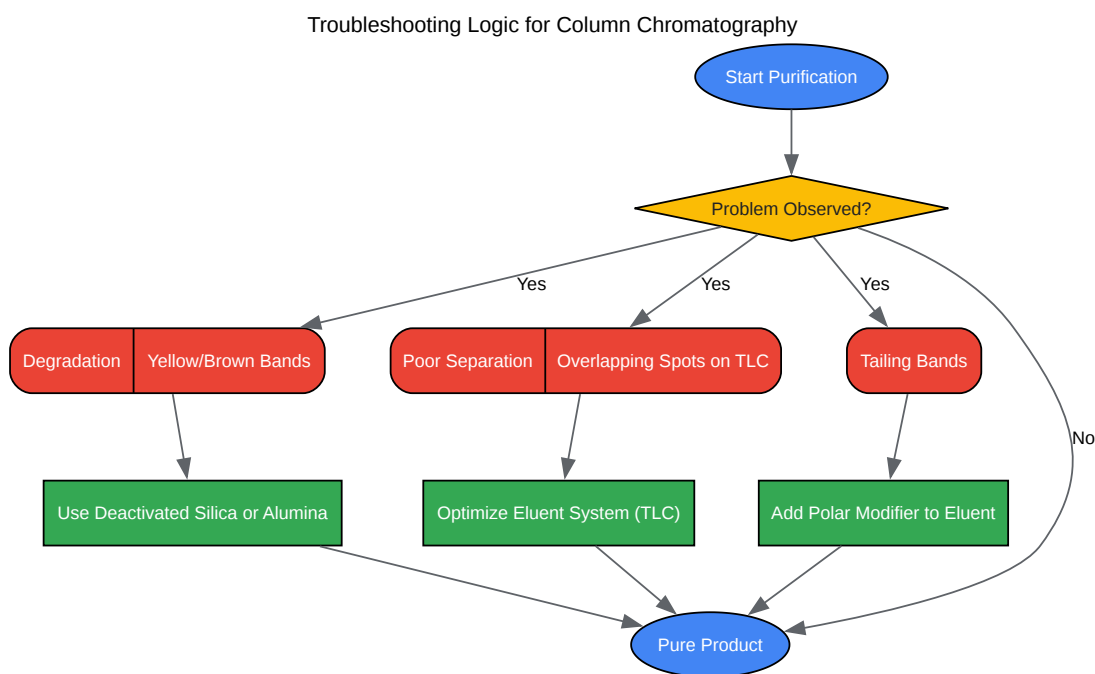 Troubleshooting Logic for Column Chromatography
Start Purification
Problem Observed?
Yes
Yes
Yes
Degradation
Yellow/Brown Bands
Poor Separation
Overlapping Spots on TLC
Tailing Bands
No
Use Deactivated Silica or Alumina
Optimize Eluent System (TLC)
Add Polar Modifier to Eluent
Pure Product